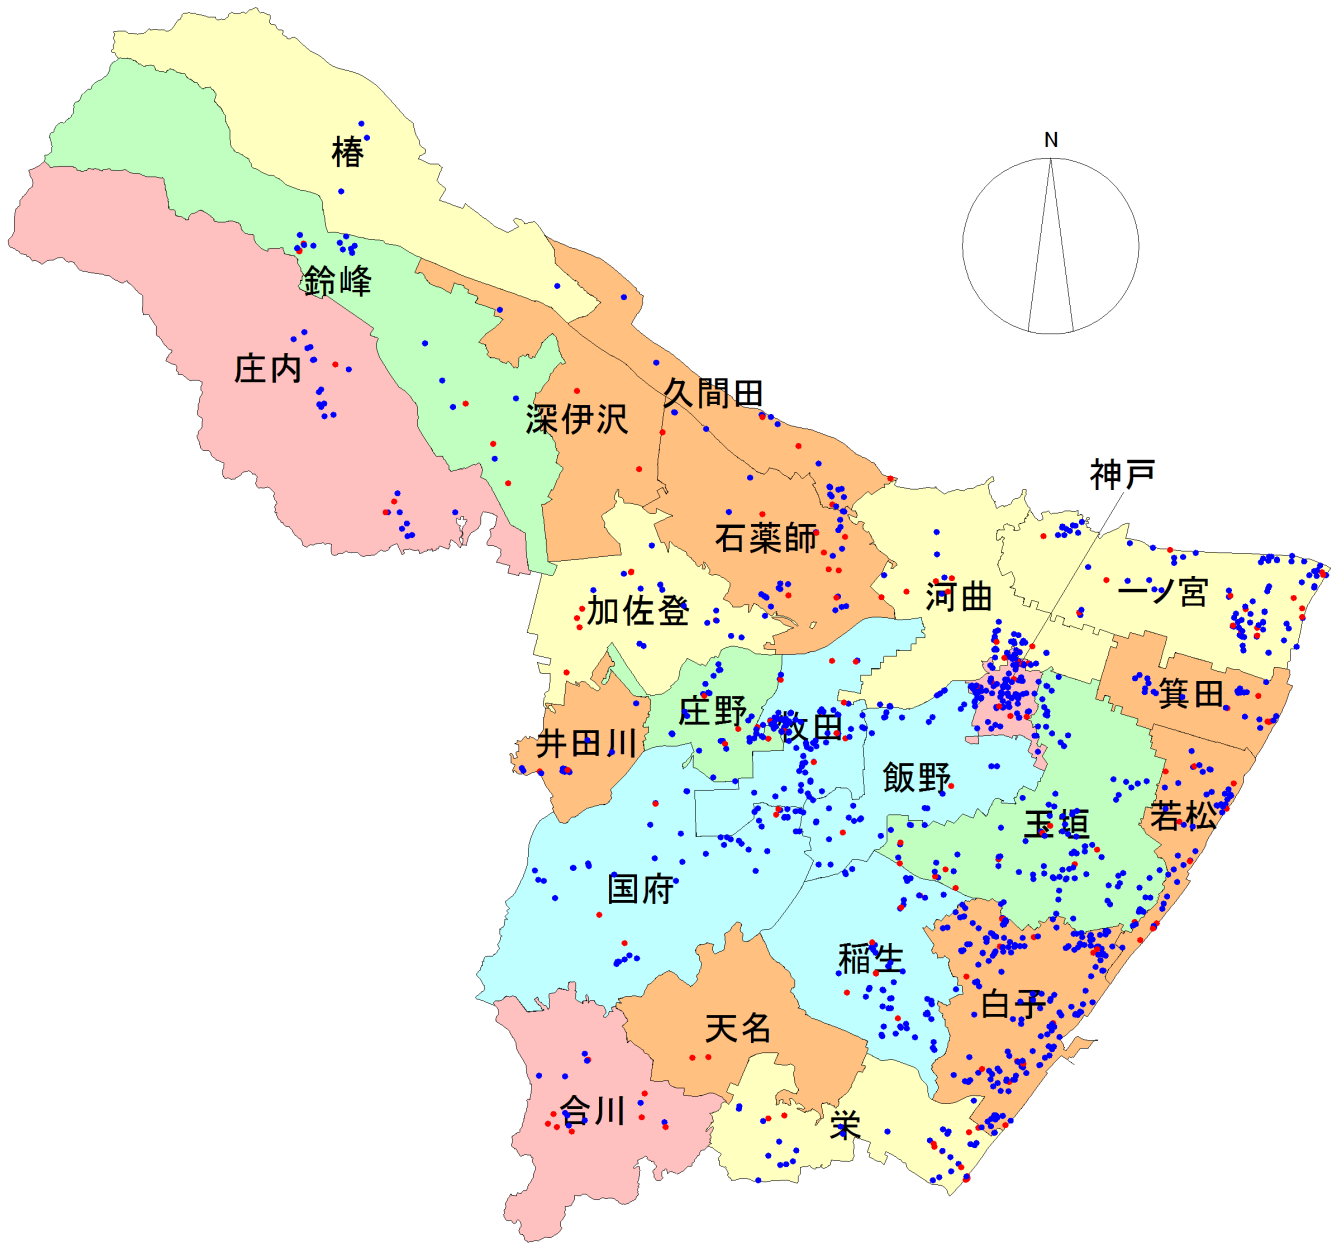 N
椿
鈴峰
庄内
久間田
深伊沢
神戸
石薬師
河曲
一ノ宮
加佐登
箕田
庄野
牧田
井田川
飯野
若松
玉垣
国府
稲生
白子
天名
合川
栄